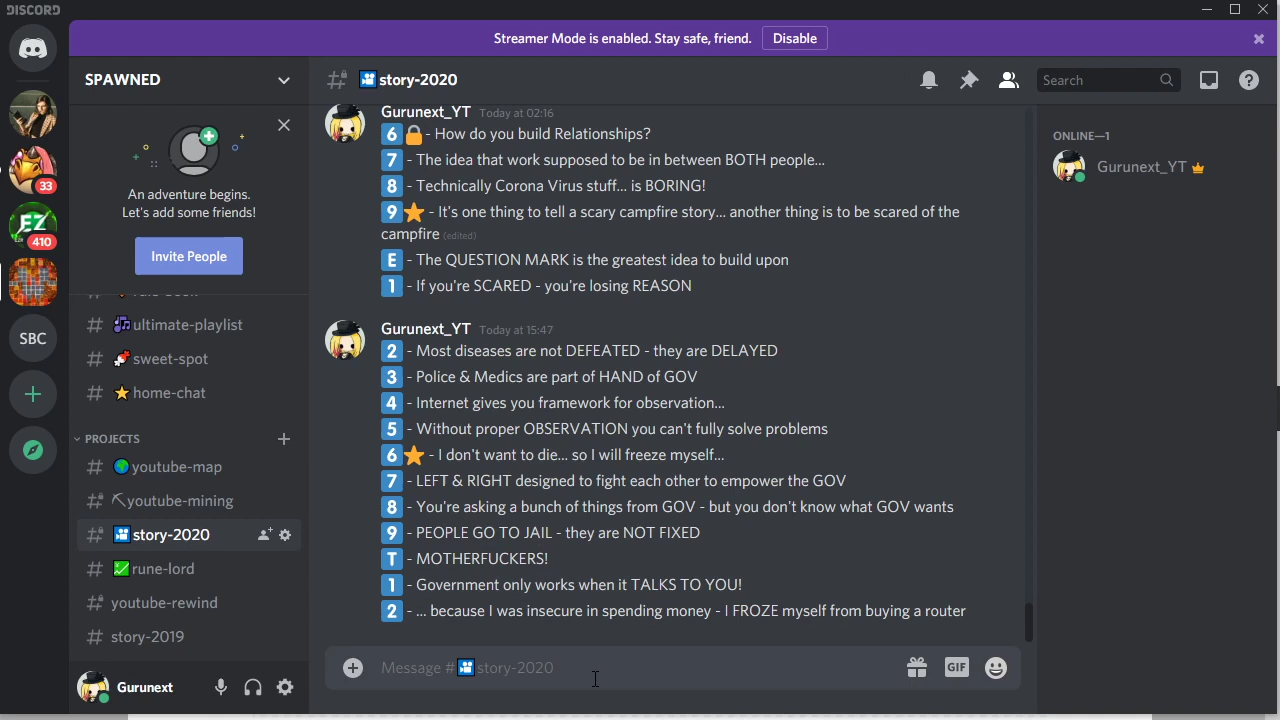 DISCORD
Streamer Mode is enabled. Stay safe, friend.
Disable
SPAWNED
story-2020
Search
33
EZ
410
SBC
An adventure begins.
Let's add some friends!
Invite People
# ultimate-playlist
# sweet-spot
# home-chat
PROJECTS
# youtube-map
# youtube-mining
# story-2020
# rune-lord
# youtube-rewind
# story-2019
Gurunext
Gurunext_YT Today at 02:16
6 - How do you build Relationships?
7 - The idea that work supposed to be in between BOTH people...
8 - Technically Corona Virus stuff... is BORING!
9 - It's one thing to tell a scary campfire story... another thing is to be scared of the
campfire (edited)
E - The QUESTION MARK is the greatest idea to build upon
1 - If you're SCARED - you're losing REASON
Gurunext_YT Today at 15:47
2 - Most diseases are not DEFEATED - they are DELAYED
3 - Police & Medics are part of HAND of GOV
4 - Internet gives you framework for observation...
5 - Without proper OBSERVATION you can't fully solve problems
6 - I don't want to die... so I will freeze myself...
7 - LEFT & RIGHT designed to fight each other to empower the GOV
8 - You're asking a bunch of things from GOV - but you don't know what GOV wants
9 - PEOPLE GO TO JAIL - they are NOT FIXED
T - MOTHERFUCKERS!
1 - Government only works when it TALKS TO YOU!
2 - ... because I was insecure in spending money - I FROZE myself from buying a router
Message # story-2020
GIF
ONLINE—1
Gurunext_YT